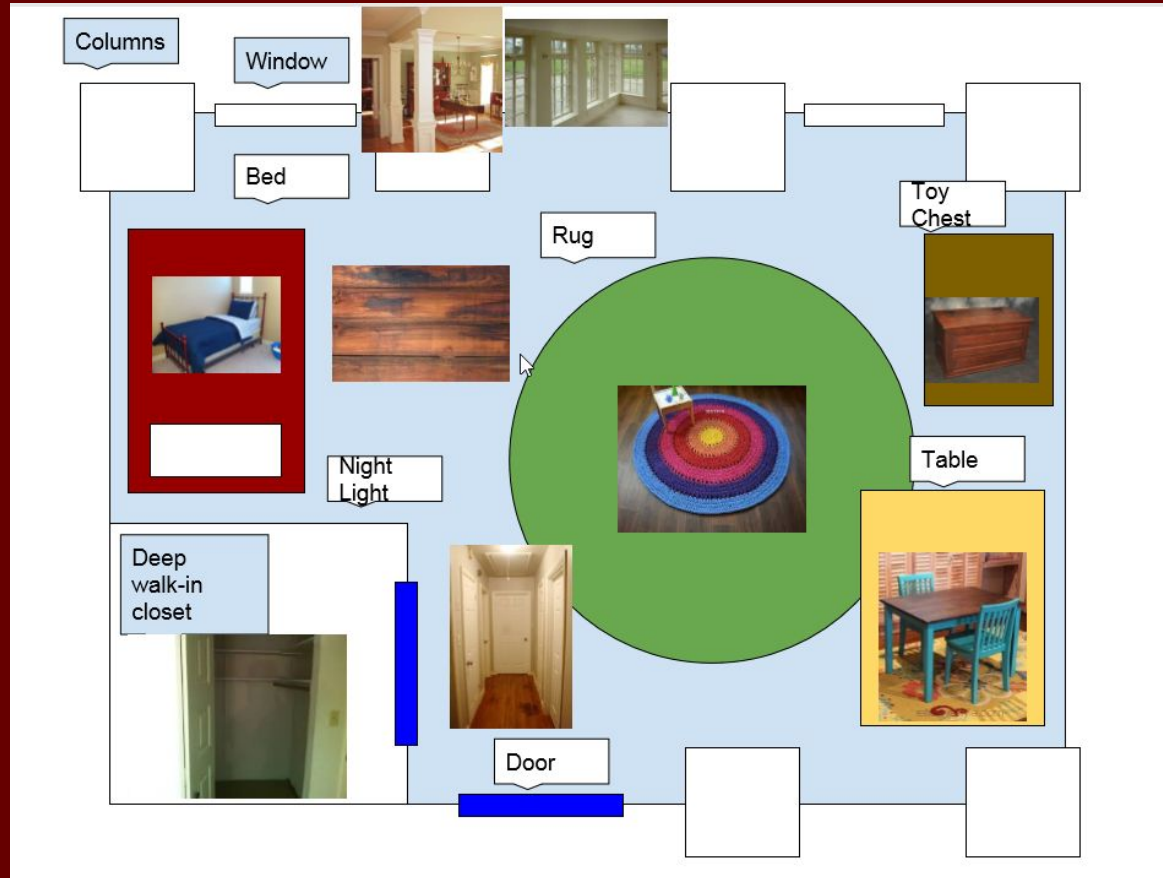 Columns
Window
Bed
Toy
Chest
Rug
Night
Light
Table
Deep
walk-in
closet
Door